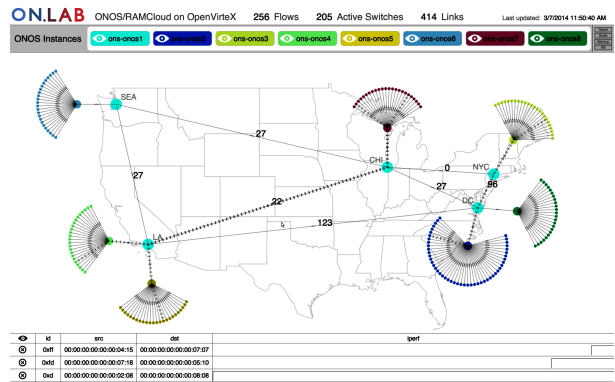 ON.LAB ONOS/RAMCloud on OpenVirteX 256 Flows 205 Active Switches 414 Links Last updated: 3/7/2014 11:50:40 AM
ONOS Instances ons-onos1 ons-onos2 ons-onos3 ons-onos4 ons-onos5 ons-onos6 ons-onos7 ons-onos8
SEA
27
CHI
0
NYC
27
27
96
22
DC
123
LA
id src dst iperf
0xff 00:00:00:00:00:00:04:15 00:00:00:00:00:00:07:07
0xfd 00:00:00:00:00:00:07:18 00:00:00:00:00:00:05:10
0xd 00:00:00:00:00:00:02:08 00:00:00:00:00:00:08:08